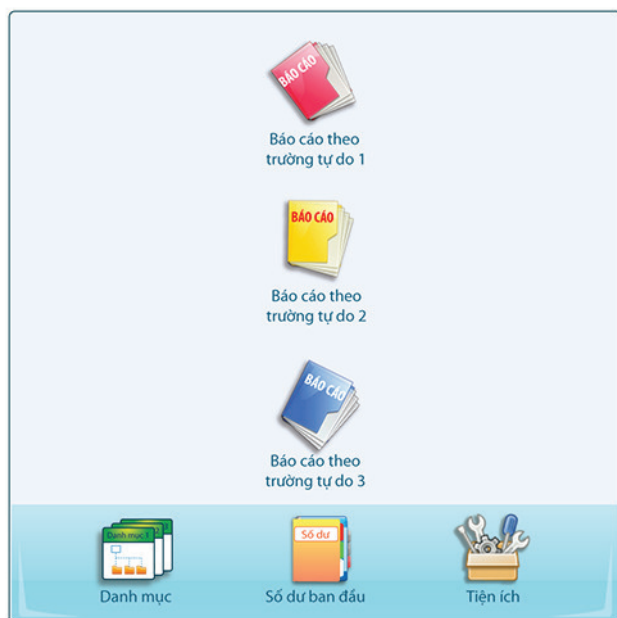 BÁO CÁO
Báo cáo theo
trường tự do 1
BÁO CÁO
Báo cáo theo
trường tự do 2
BÁO CÁO
Báo cáo theo
trường tự do 3
Danh mục 1
Số dư
Danh mục
Số dư ban đầu
Tiện ích